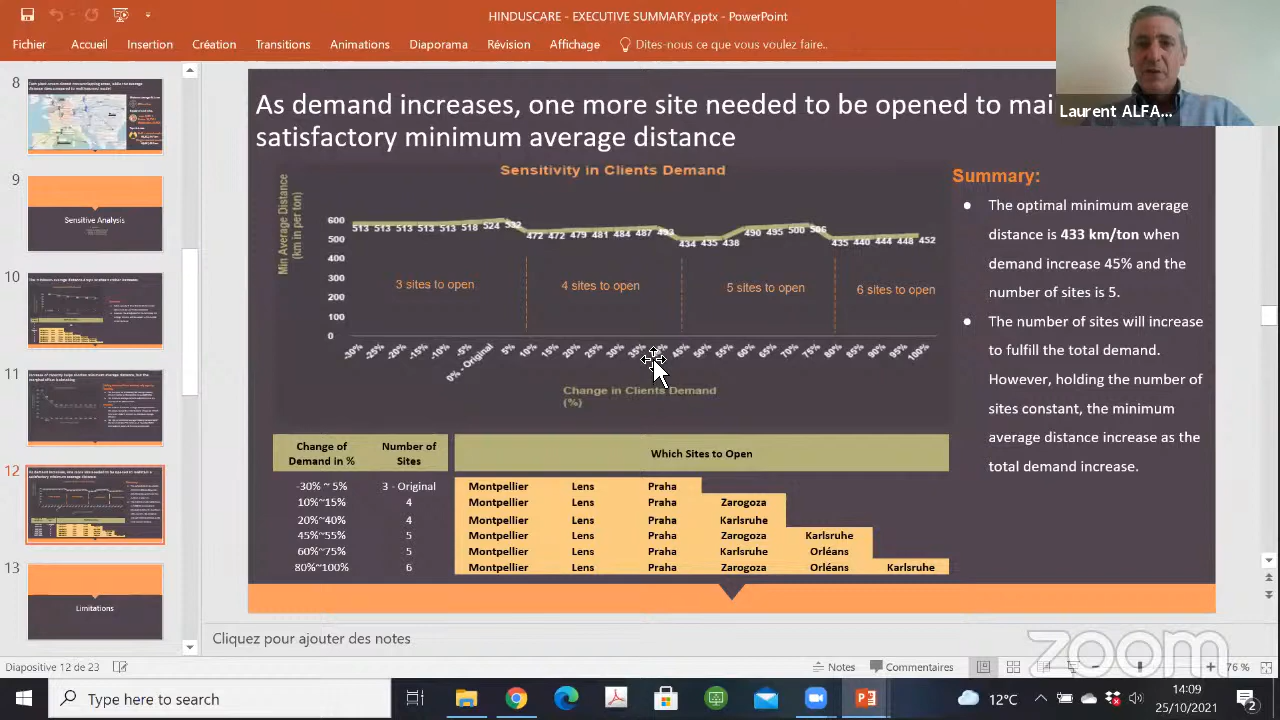 HINDUSCARE - EXECUTIVE SUMMARY.pptx - PowerPoint
Fichier Accueil Insertion Création Transitions Animations Diaporama Révision Affichage Dites-nous ce que vous voulez faire..
Laurent ALFA...
8
9
Sensitive Analysis
10
11
12
13
Limitations
As demand increases, one more site needed to be opened to mai
satisfactory minimum average distance
Sensitivity in Clients Demand
Min Average Distance
(km in per ton)
600
500
400
300
200
100
0
513 513 513 513 513 518 524 532 472 472 479 481 484 487 493 434 435 438 490 495 500 506 435 440 444 448 452
3 sites to open
4 sites to open
5 sites to open
6 sites to open
-30% -25% -20% -15% -10% -5% 0% - Original 5% 10% 15% 20% 25% 30% 35% 45% 50% 55% 60% 65% 70% 80% 90% 95% 100%
Change in Clients Demand
(%)
Summary:
● The optimal minimum average
distance is 433 km/ton when
demand increase 45% and the
number of sites is 5.
● The number of sites will increase
to fulfill the total demand.
However, holding the number of
sites constant, the minimum
average distance increase as the
total demand increase.
Change of Demand in % Number of Sites Which Sites to Open
-30% ~ 5% 3 - Original Montpellier Lens Praha
10%~15% 4 Montpellier Lens Praha Zarogoza
20%~40% 4 Montpellier Lens Praha Karlsruhe
45%~55% 5 Montpellier Lens Praha Zarogoza Karlsruhe
60%~75% 5 Montpellier Lens Praha Karlsruhe Orléans
80%~100% 6 Montpellier Lens Praha Zarogoza Orléans Karlsruhe
Cliquez pour ajouter des notes
zoom
Diapositive 12 de 23 Notes Commentaires 76 %
Type here to search
12°C
14:09
25/10/2021
2